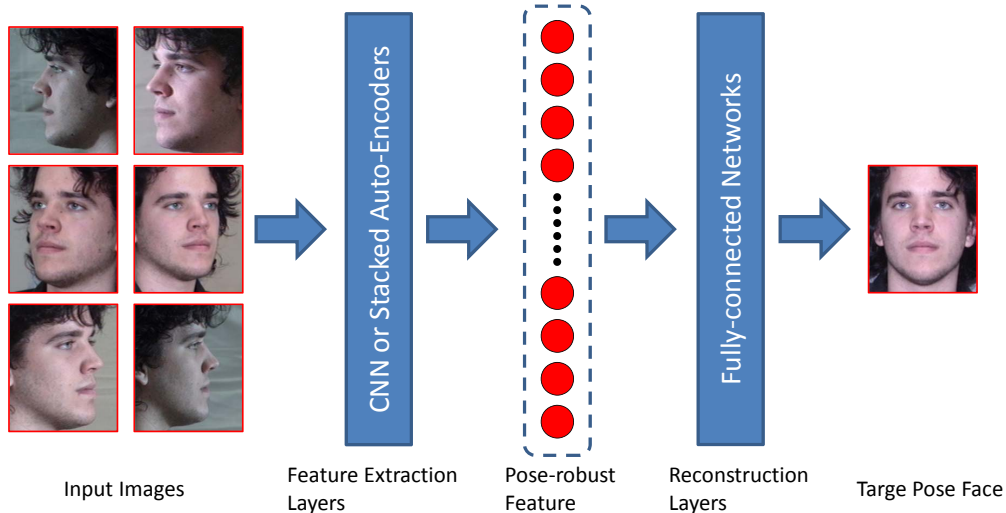 CNN or Stacked Auto-Encoders
Fully-connected Networks
Input Images
Feature Extraction
Layers
Pose-robust
Feature
Reconstruction
Layers
Targe Pose Face